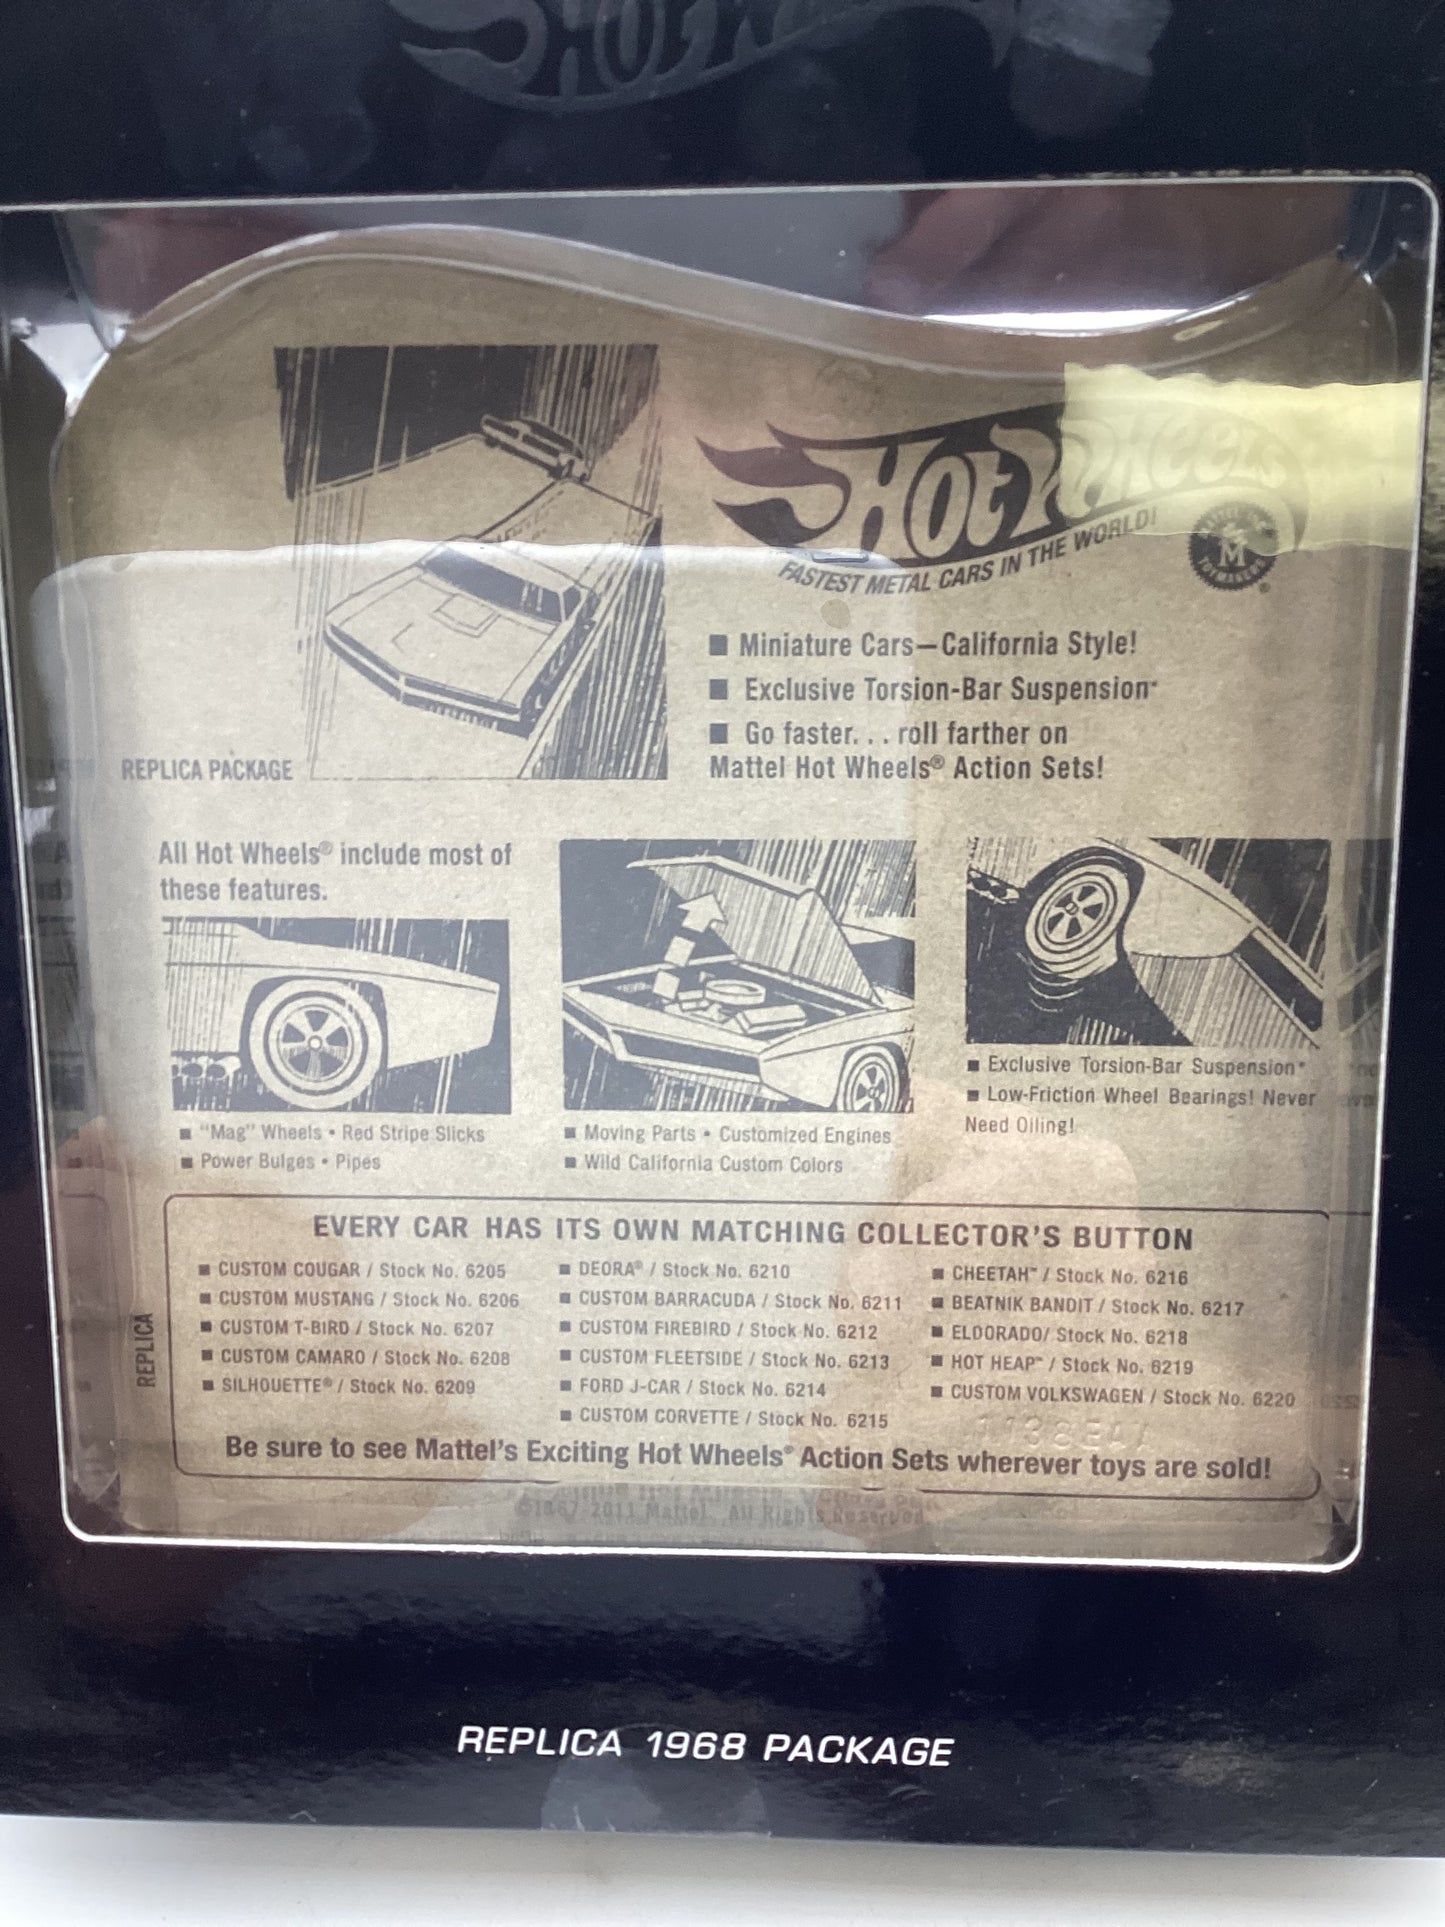 HOT WHEELS
HOT WHEELS
FASTEST METAL CARS IN THE WORLD!
M
®
■ Miniature Cars—California Style!
■ Exclusive Torsion-Bar Suspension*
■ Go faster. . . roll farther on
Mattel Hot Wheels® Action Sets!
REPLICA PACKAGE
All Hot Wheels® include most of
these features.
■ "Mag" Wheels • Red Stripe Slicks
■ Power Bulges • Pipes
■ Moving Parts • Customized Engines
■ Wild California Custom Colors
■ Exclusive Torsion-Bar Suspension*
■ Low-Friction Wheel Bearings! Never
Need Oiling!
EVERY CAR HAS ITS OWN MATCHING COLLECTOR'S BUTTON
■ CUSTOM COUGAR / Stock No. 6205
■ CUSTOM MUSTANG / Stock No. 6206
■ CUSTOM T-BIRD / Stock No. 6207
■ CUSTOM CAMARO / Stock No. 6208
■ SILHOUETTE® / Stock No. 6209
■ DEORA® / Stock No. 6210
■ CUSTOM BARRACUDA / Stock No. 6211
■ CUSTOM FIREBIRD / Stock No. 6212
■ CUSTOM FLEETSIDE / Stock No. 6213
■ FORD J-CAR / Stock No. 6214
■ CUSTOM CORVETTE / Stock No. 6215
■ CHEETAH™ / Stock No. 6216
■ BEATNIK BANDIT / Stock No. 6217
■ ELDORADO/ Stock No. 6218
■ HOT HEAP™ / Stock No. 6219
■ CUSTOM VOLKSWAGEN / Stock No. 6220
Be sure to see Mattel's Exciting Hot Wheels® Action Sets wherever toys are sold!
REPLICA
©1967-2011 Mattel. All Rights Reserved
REPLICA 1968 PACKAGE